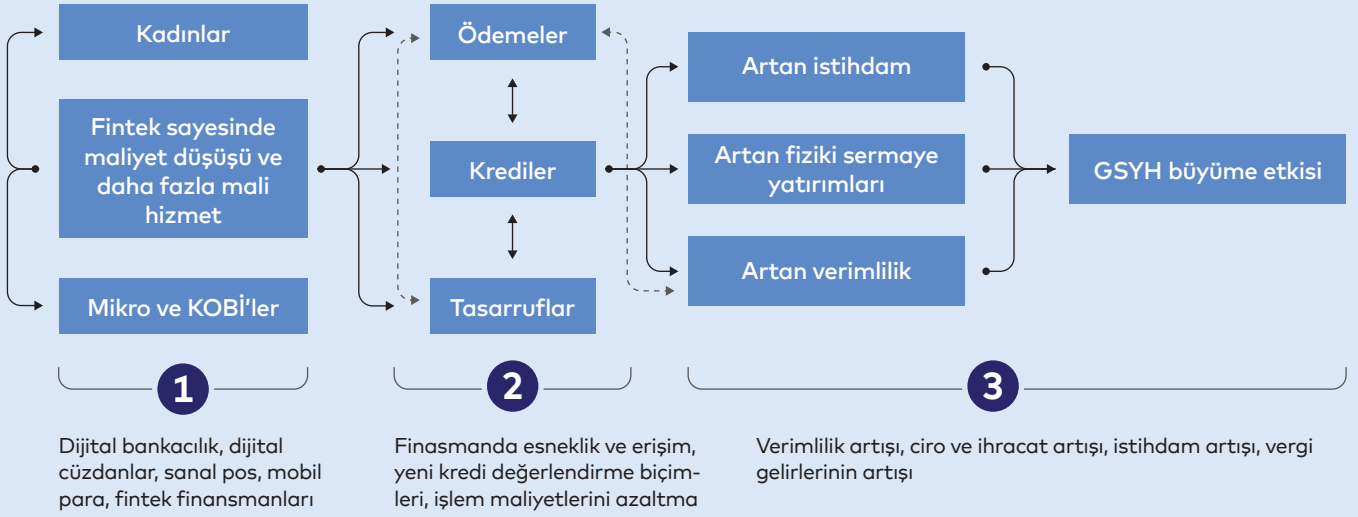 Kadınlar
Fintek sayesinde
maliyet düşüşü ve
daha fazla mali
hizmet
Mikro ve KOBİ'ler
Ödemeler
Krediler
Tasarruflar
Artan istihdam
Artan fiziki sermaye
yatırımları
Artan verimlilik
GSYH büyüme etkisi
1
Dijital bankacılık, dijital
cüzdanlar, sanal pos, mobil
para, fintek finansmanları
2
Finasmanda esneklik ve erişim,
yeni kredi değerlendirme biçim-
leri, işlem maliyetlerini azaltma
3
Verimlilik artışı, ciro ve ihracat artışı, istihdam artışı, vergi
gelirlerinin artışı